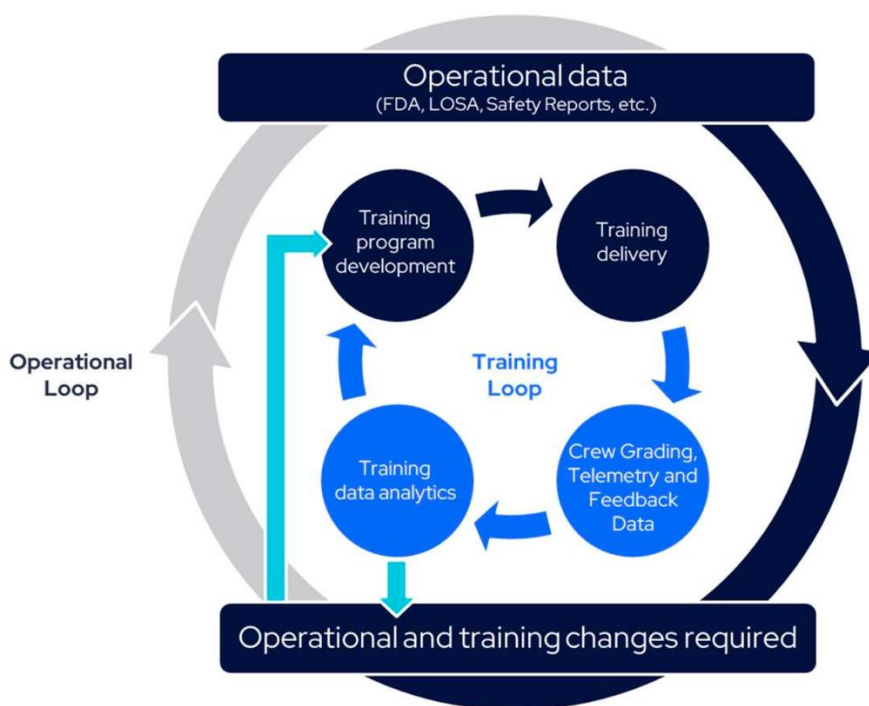 Operational data
(FDA, LOSA, Safety Reports, etc.)
Training
program
development
Training
delivery
Operational
Loop
Training
Loop
Training
data analytics
Crew Grading,
Telemetry and
Feedback
Data
Operational and training changes required